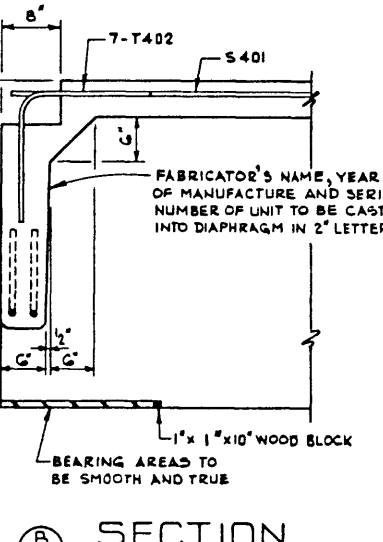 8"
7-T402
S401
6"
FABRICATOR'S NAME, YEAR
OF MANUFACTURE AND SERI
NUMBER OF UNIT TO BE CAST
INTO DIAPHRAGM IN 2" LETTER
1/2"
6" 6"
1" x 1" x10" WOOD BLOCK
BEARING AREAS TO
BE SMOOTH AND TRUE
B SECTION